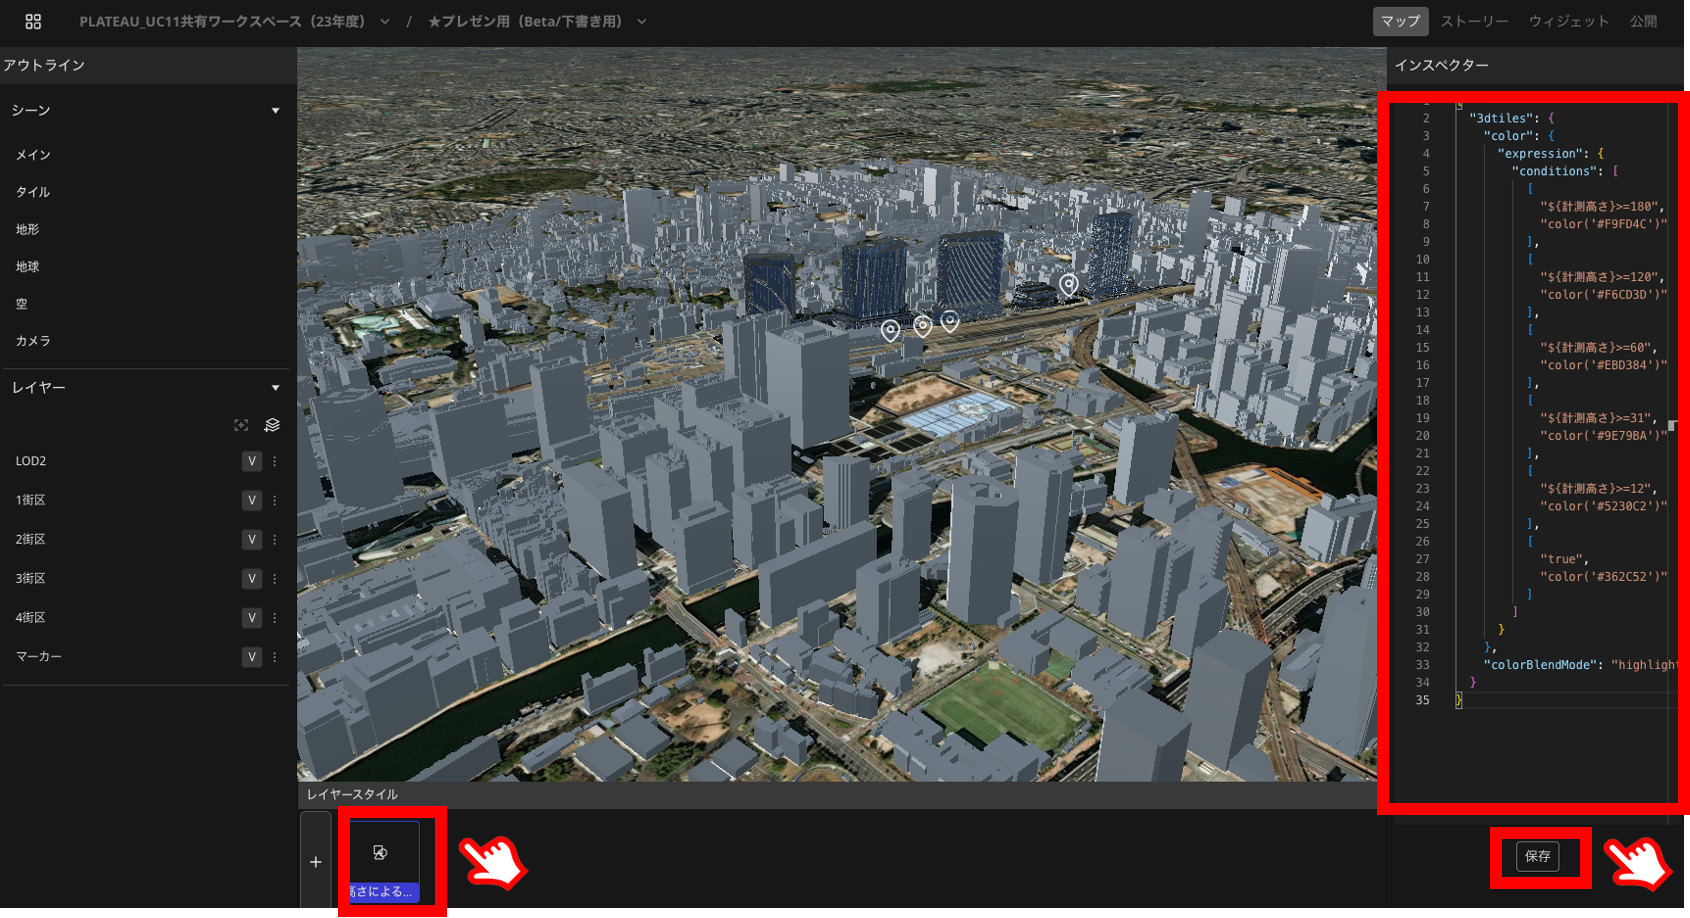 PLATEAU_UC11共有ワークスペース（23年度） / ★プレゼン用（Beta/下書き用）
マップ ストーリー ウィジェット 公開
アウトライン
シーン
メイン
タイル
地形
地球
空
カメラ
レイヤー
LOD2 V
1街区 V
2街区 V
3街区 V
4街区 V
マーカー V
レイヤースタイル
+
高さによる...
インスペクター
2 "3dtiles": {
3 "color": {
4 "expression": {
5 "conditions": [
6 [
7 "${計測高さ}>=180",
8 "color('#F9FD4C')"
9 ],
10 [
11 "${計測高さ}>=120",
12 "color('#F6CD3D')"
13 ],
14 [
15 "${計測高さ}>=60",
16 "color('#EBD384')"
17 ],
18 [
19 "${計測高さ}>=31",
20 "color('#9E79BA')"
21 ],
22 [
23 "${計測高さ}>=12",
24 "color('#5230C2')"
25 ],
26 [
27 "true",
28 "color('#362C52')"
29 ]
30 ]
31 }
32 },
33 "colorBlendMode": "highlight
34 }
35 }
保存